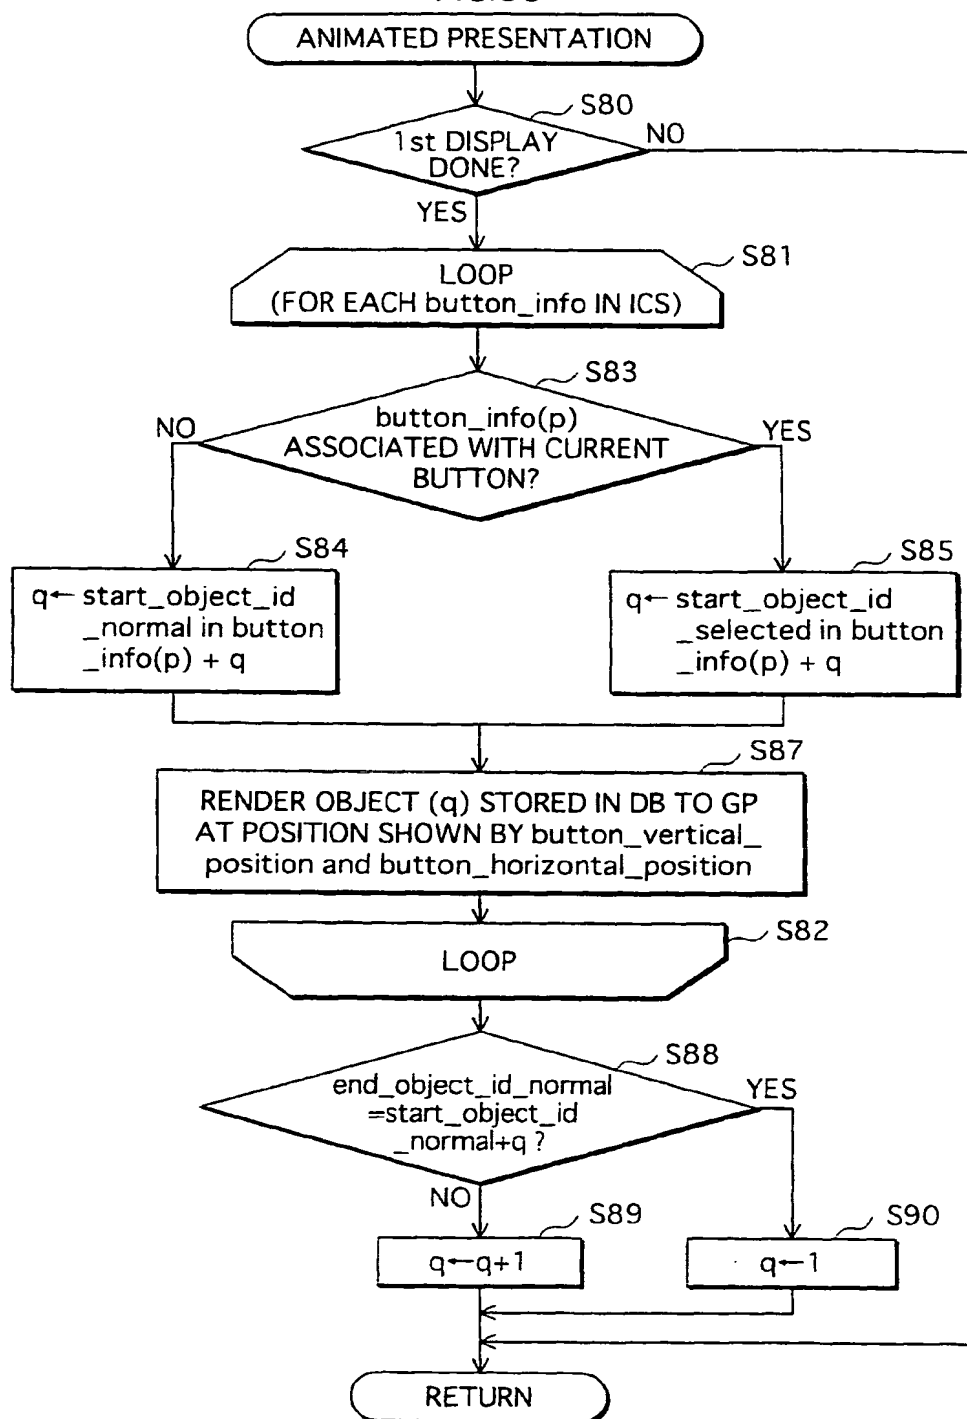 ANIMATED PRESENTATION
S80
1st DISPLAY
DONE?
NO
YES
S81
LOOP
(FOR EACH button_info IN ICS)
S83
button_info(p)
ASSOCIATED WITH CURRENT
BUTTON?
NO
YES
S84
q← start_object_id
_normal in button
_info(p) + q
S85
q← start_object_id
_selected in button
_info(p) + q
S87
RENDER OBJECT (q) STORED IN DB TO GP
AT POSITION SHOWN BY button_vertical_
position and button_horizontal_position
S82
LOOP
S88
end_object_id_normal
=start_object_id
_normal+q ?
YES
NO
S89
q←q+1
S90
q←1
RETURN